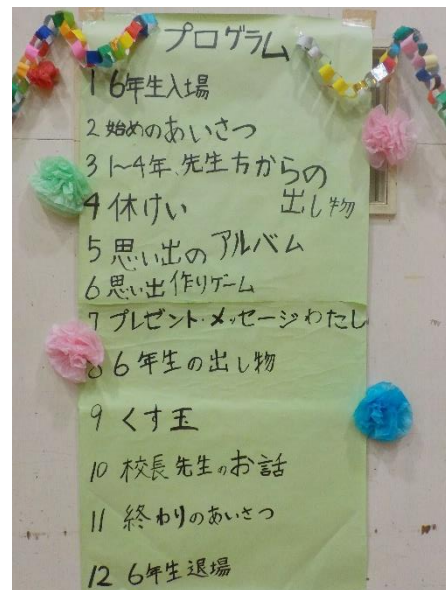 プログラム
1 6年生入場
2 始めのあいさつ
3 1〜4年、先生方からの
出し物
4 休けい
5 思い出のアルバム
6 思い出作りゲーム
7 プレゼント・メッセージわたし
8 6年生の出し物
9 くす玉
10 校長先生のお話
11 終わりのあいさつ
12 6年生退場